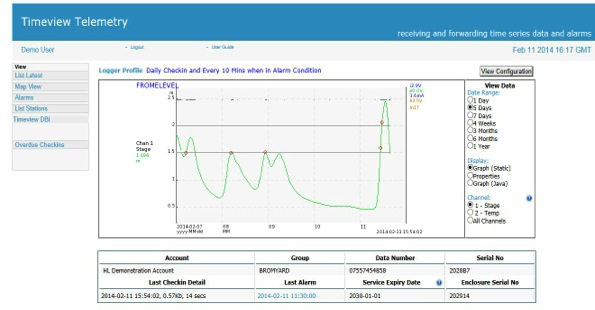 Timeview Telemetry
receiving and forwarding time series data and alarms
Demo User
Logout
User Guide
Feb 11 2014 16:17 GMT
View
List Latest
Map View
Alarms
List Stations
Timeview DBi
Overdue Checkins
Logger Profile Daily Checkin and Every 10 Mins when in Alarm Condition
View Configuration
FROMELEVEL
m
2.5
2
1.5
0.5
Chan 1
Stage
1.696
m
2014-02-07
yyyy MM dd
08
MM
09
10
11
2014-02-11 15:54:02
View Data
Date Range:
1 Day
5 Days
7 Days
4 Weeks
3 Months
6 Months
1 Year
Display:
Graph (Static)
Properties
Graph (Java)
Channel:
1 - Stage
2 - Temp
All Channels
Account Group Data Number Serial No
HL Demonstration Account BROMYARD 07557454858 202887
Last Checkin Detail Last Alarm Service Expiry Date Enclosure Serial No
2014-02-11 15:54:02, 0.57Kb, 14 secs 2014-02-11 11:30:00 2030-01-01 202914